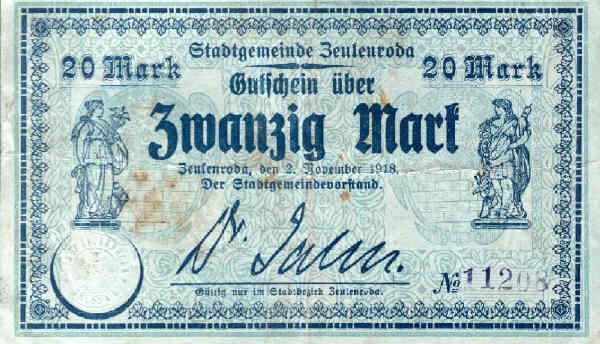 Stadtgemeinde Zeulenroda
20 Mark
20 Mark
Gutschein über
Zwanzig Mark
Zeulenroda, den 2. November 1918.
Der Stadtgemeindevorstand.
Dr.
№ 11208
Gültig nur im Stadtbezirk Zeulenroda.